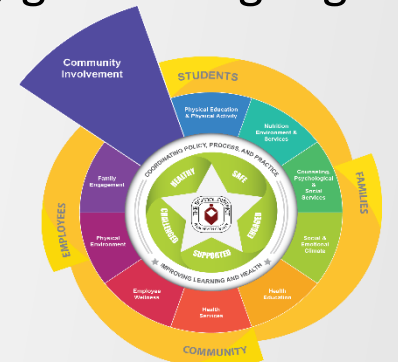 Community
Involvement
STUDENTS
Physical Education
& Physical Activity
Nutrition
Environment &
Services
Counseling,
Psychological
&
Social
Services
FAMILIES
Social &
Emotional
Climate
Health
Education
COMMUNITY
Health
Services
Employee
Wellness
Physical
Environment
EMPLOYEES
Family
Engagement
COORDINATING POLICY, PROCESS, AND PRACTICE
IMPROVING LEARNING AND HEALTH
HEALTHY
SAFE
ENGAGED
SUPPORTED
CHALLENGED